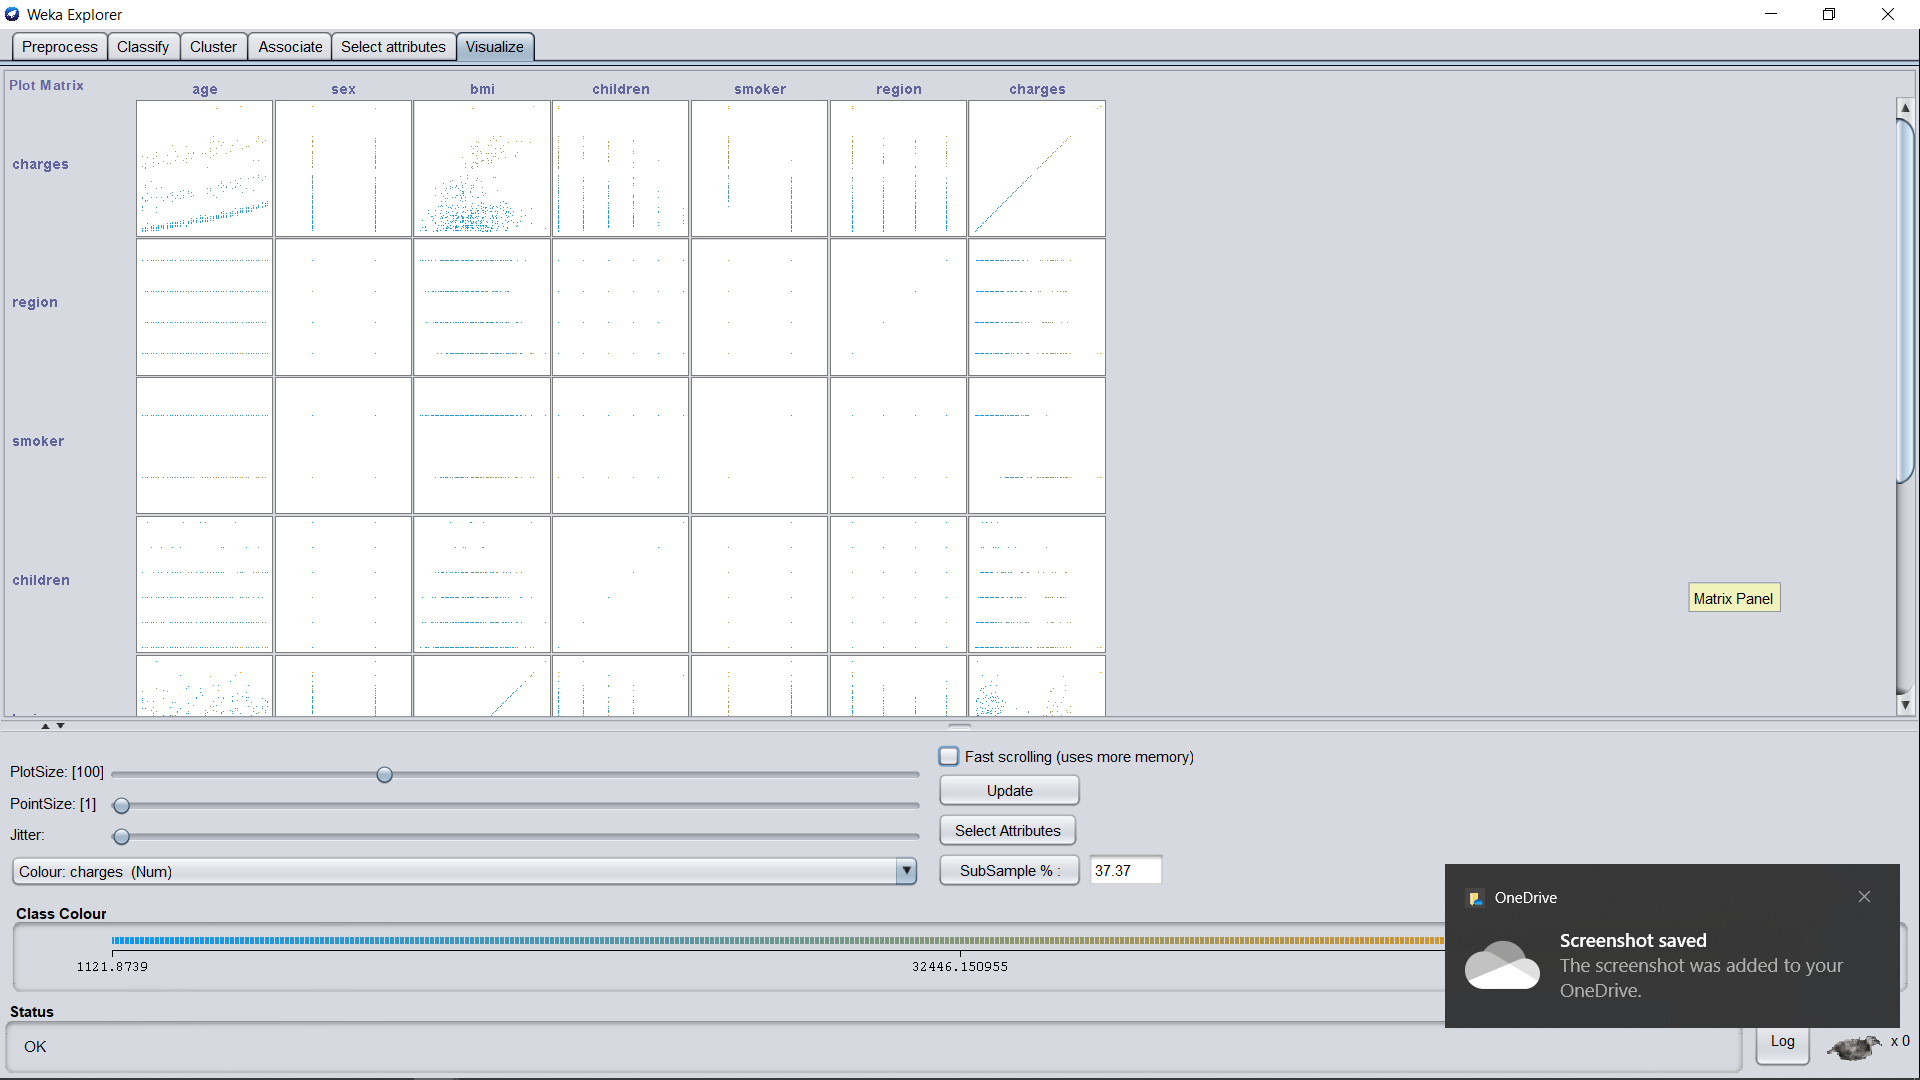 Weka Explorer
Preprocess Classify Cluster Associate Select attributes Visualize
Plot Matrix
age sex bmi children smoker region charges
charges
region
smoker
children
Matrix Panel
PlotSize: [100]
PointSize: [1]
Jitter:
Colour: charges (Num)
Fast scrolling (uses more memory)
Update
Select Attributes
SubSample % : 37.37
Class Colour
1121.8739 32446.150955
OneDrive
Screenshot saved
The screenshot was added to your
OneDrive.
Status
OK
Log x 0